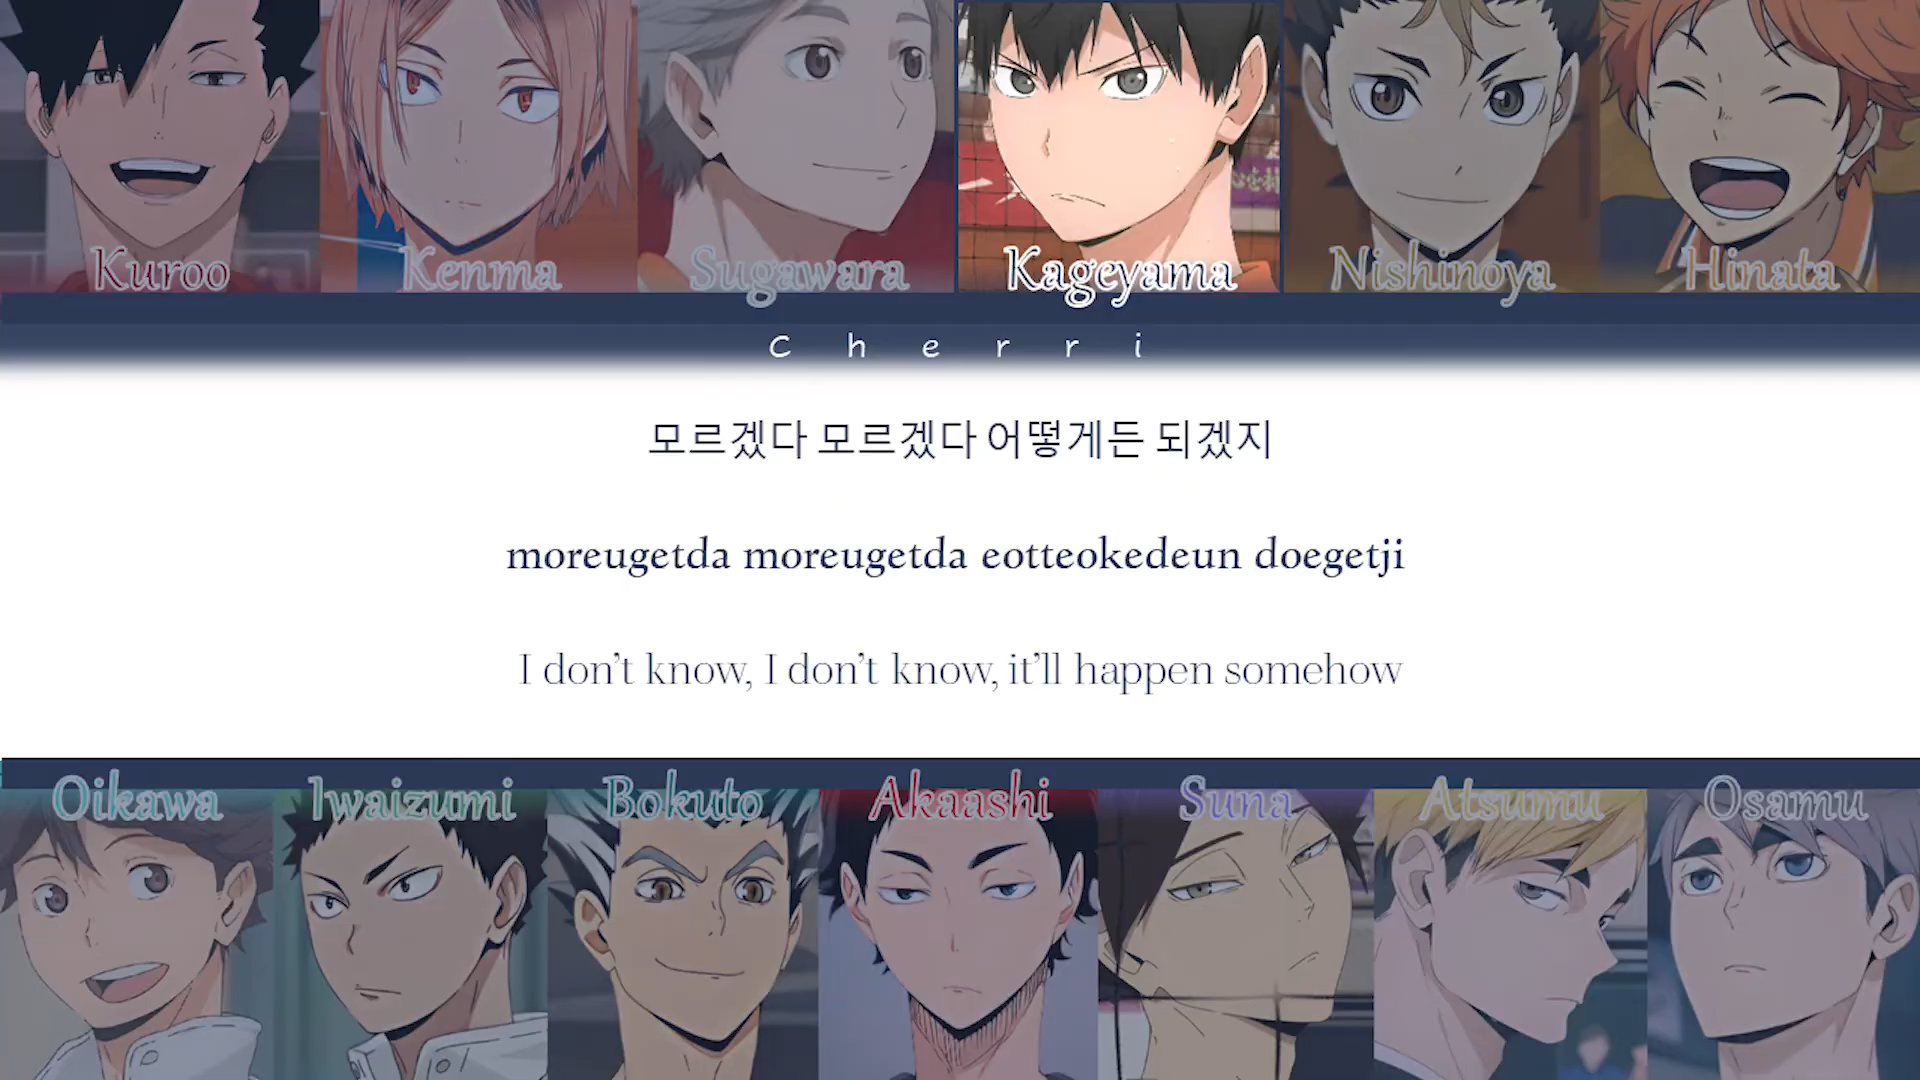 Kuroo Kenma Sugawara Kageyama Nishinoya Hinata
Cherri
모르겠다 모르겠다 어떻게든 되겠지
moreugetda moreugetda eotteokedeun doegetji
I don't know, I don't know, it'll happen somehow
Oikawa Iwaizumi Bokuto Akaashi Suna Atsumu Osamu